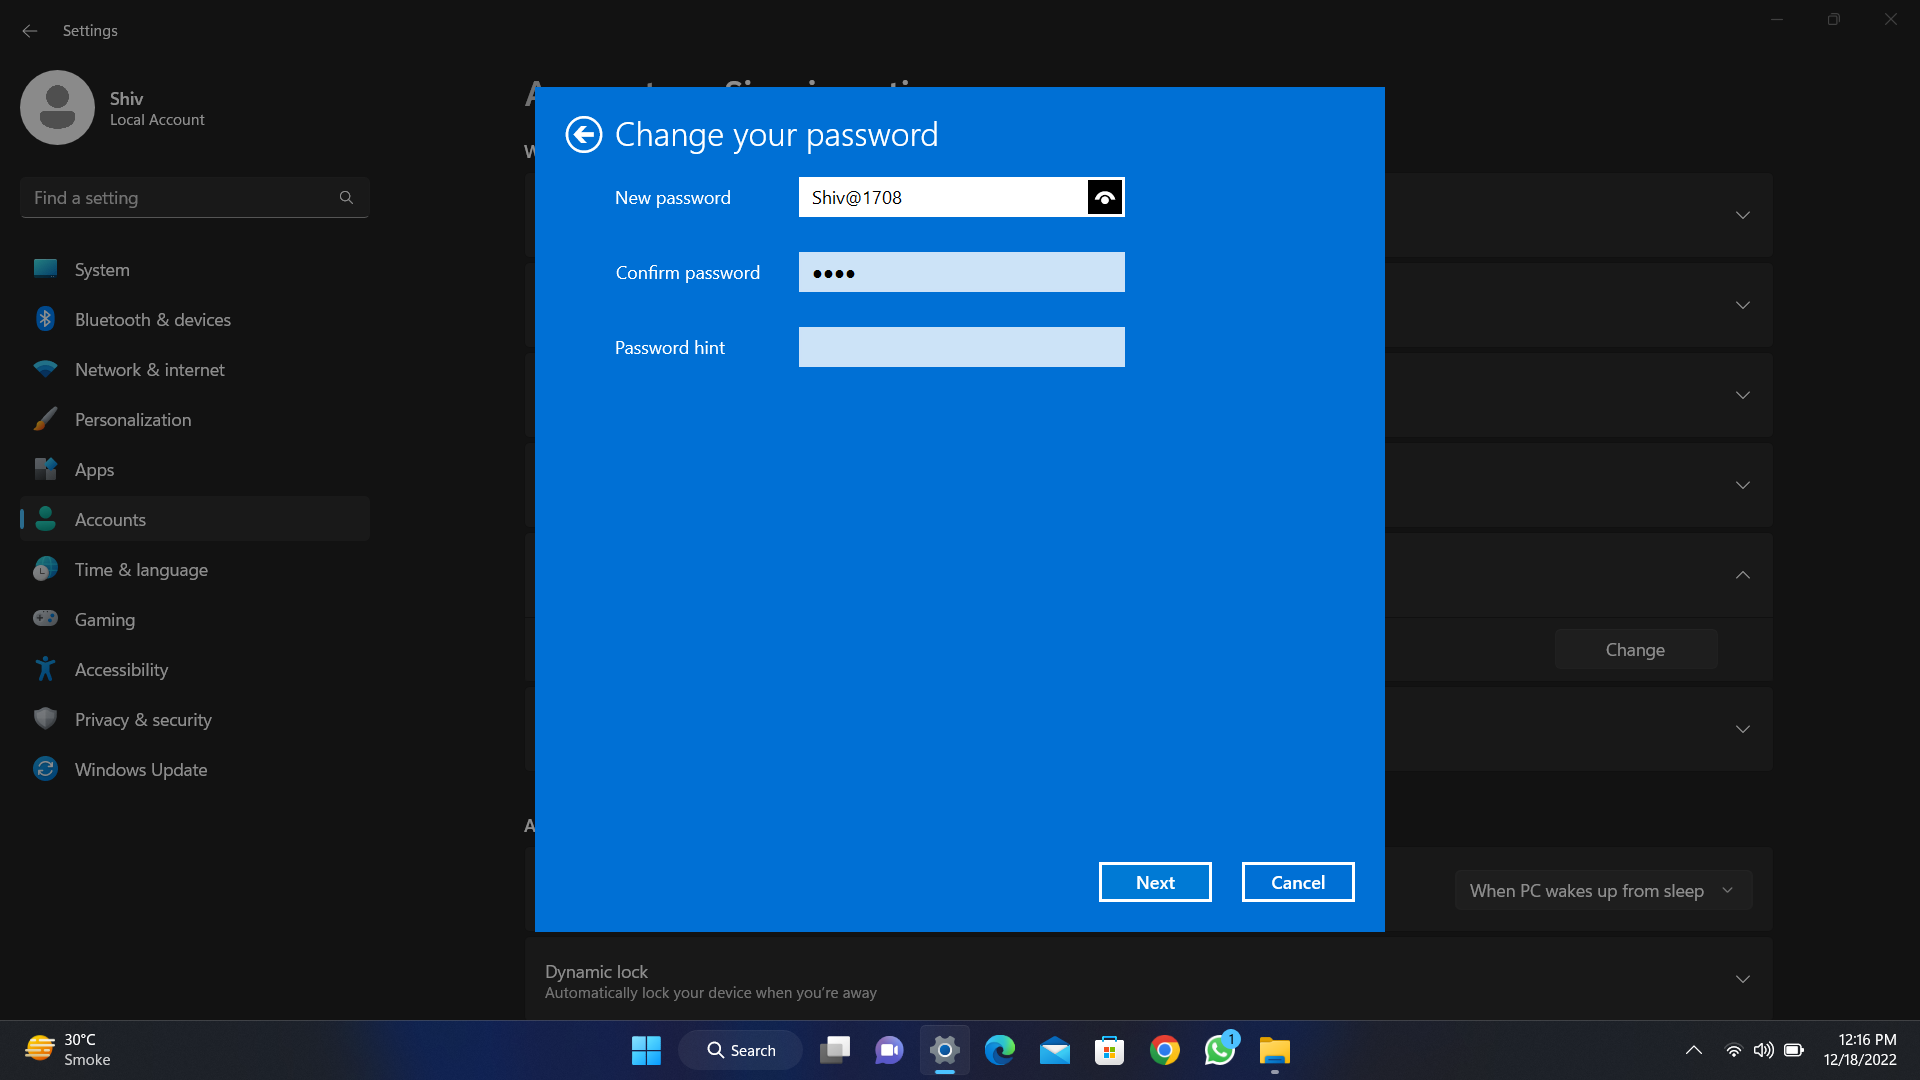 Settings
Shiv
Local Account
Find a setting
System
Bluetooth & devices
Network & internet
Personalization
Apps
Accounts
Time & language
Gaming
Accessibility
Privacy & security
Windows Update
Change your password
New password
Shiv@1708
Confirm password
●●●●
Password hint
Next
Cancel
Change
When PC wakes up from sleep
Dynamic lock
Automatically lock your device when you're away
30°C
Smoke
Search
1
12:16 PM
12/18/2022